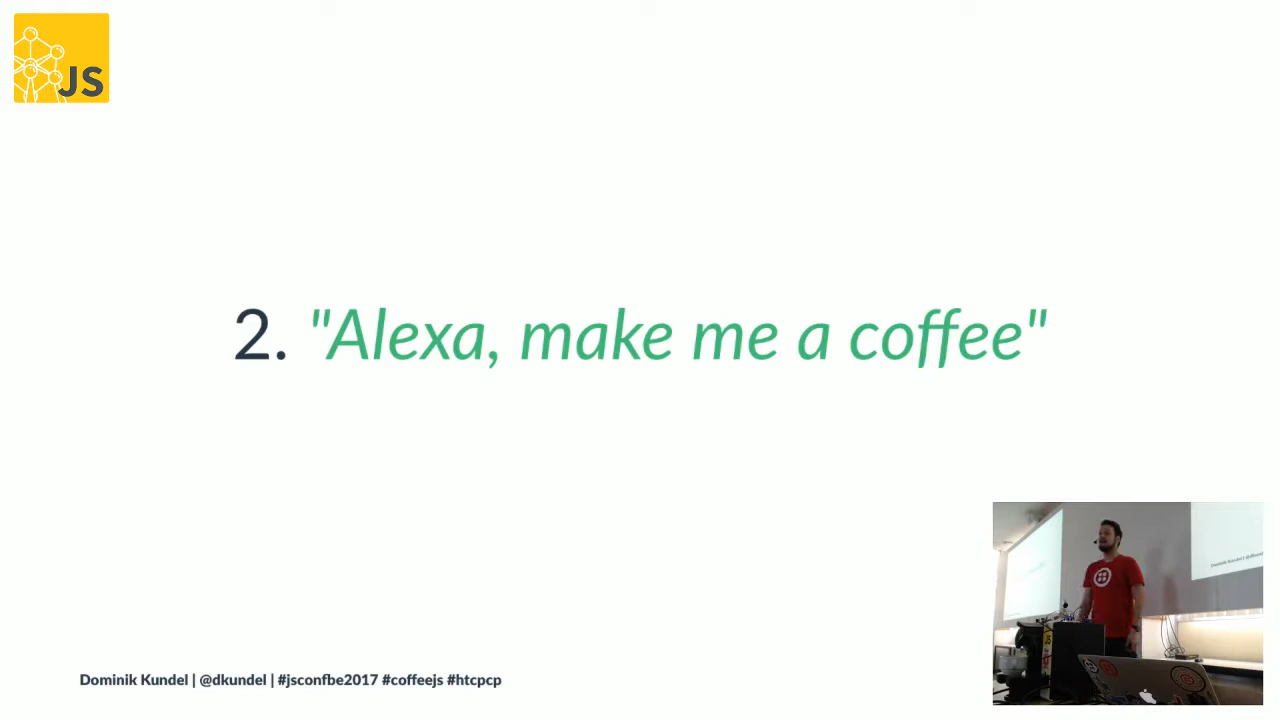 JS
2. "Alexa, make me a coffee"
Dominik Kundel | @dkundel | #jsconfbe2017 #coffeejs #htcpcp